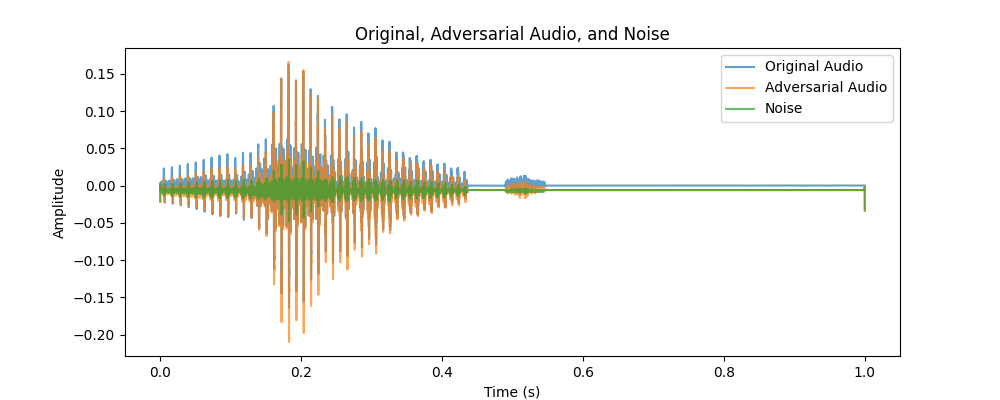 Original, Adversarial Audio, and Noise
Original Audio
Adversarial Audio
Noise
Amplitude
0.15
0.10
0.05
0.00
−0.05
−0.10
−0.15
−0.20
0.0
0.2
0.4
0.6
0.8
1.0
Time (s)